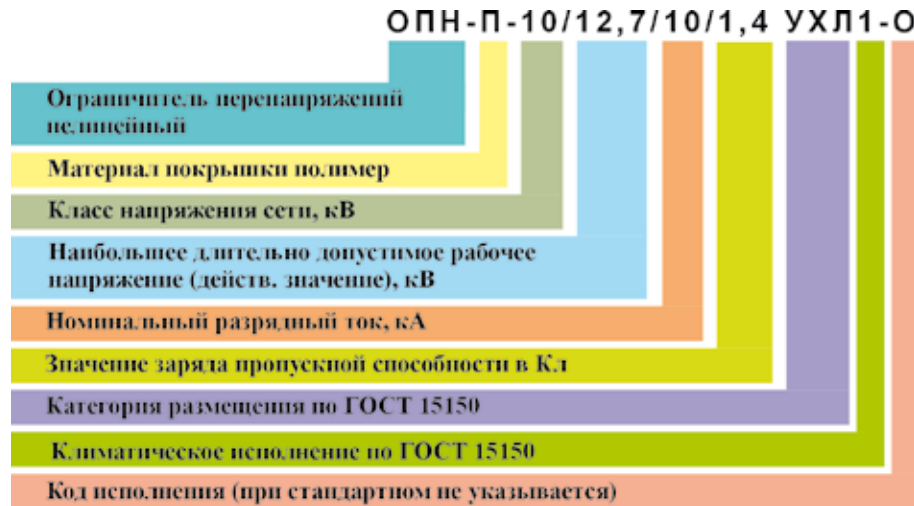 ОПН-П-10/12,7/10/1,4 УХЛ1-О
Ограничитель перенапряжений
нелинейный
Материал покрышки полимер
Класс напряжения сети, кВ
Наибольшее длительно допустимое рабочее
напряжение (действ. значение), кВ
Номинальный разрядный ток, кА
Значение заряда пропускной способности в Кл
Категория размещения по ГОСТ 15150
Климатическое исполнение по ГОСТ 15150
Код исполнения (при стандартном не указывается)